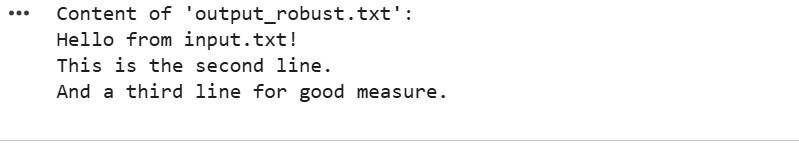 Content of 'output_robust.txt':
Hello from input.txt!
This is the second line.
And a third line for good measure.